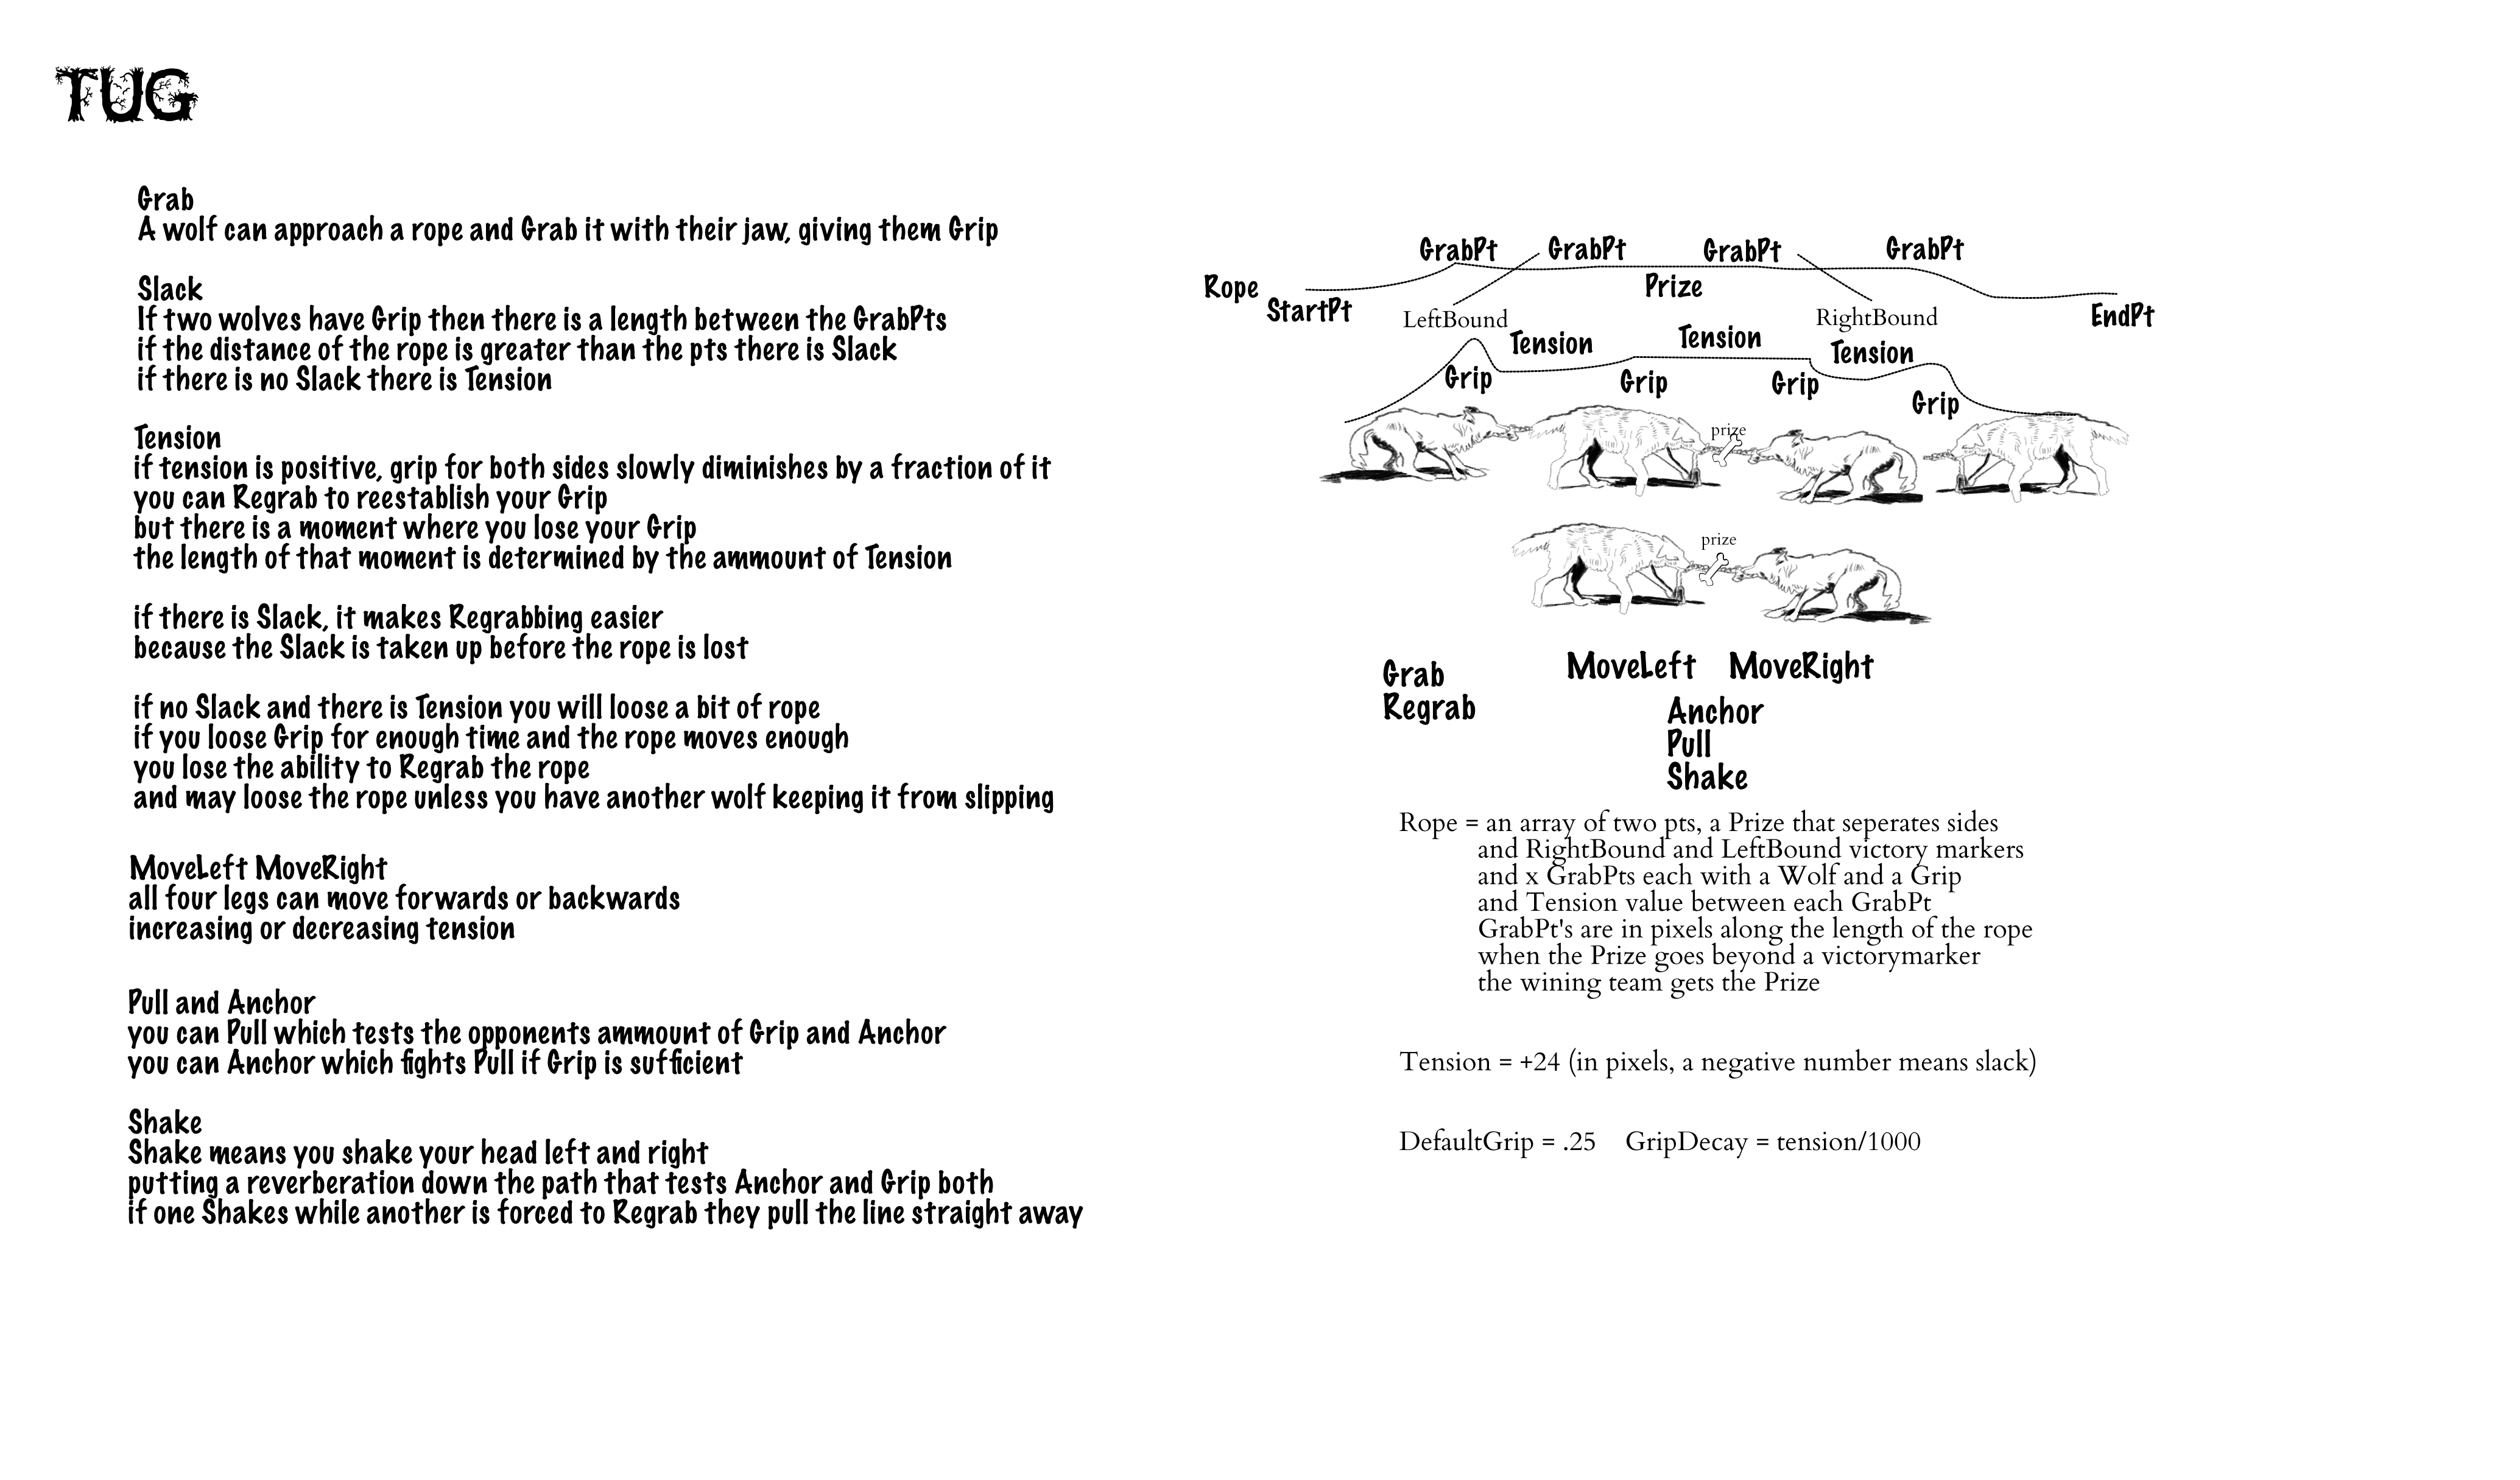 TUG
Grab
A wolf can approach a rope and Grab it with their jaw, giving them Grip
Slack
If two wolves have Grip then there is a length between the GrabPts
if the distance of the rope is greater than the pts there is Slack
if there is no Slack there is Tension
Tension
if tension is positive, grip for both sides slowly diminishes by a fraction of it
you can Regrab to reestablish your Grip
but there is a moment where you lose your Grip
the length of that moment is determined by the ammount of Tension
if there is Slack, it makes Regrabbing easier
because the Slack is taken up before the rope is lost
if no Slack and there is Tension you will loose a bit of rope
if you loose Grip for enough time and the rope moves enough
you lose the ability to Regrab the rope
and may loose the rope unless you have another wolf keeping it from slipping
MoveLeft MoveRight
all four legs can move forwards or backwards
increasing or decreasing tension
Pull and Anchor
you can Pull which tests the opponents ammount of Grip and Anchor
you can Anchor which fights Pull if Grip is sufficient
Shake
Shake means you shake your head left and right
putting a reverberation down the path that tests Anchor and Grip both
if one Shakes while another is forced to Regrab they pull the line straight away
GrabPt GrabPt GrabPt GrabPt
Rope
StartPt
Prize
EndPt
LeftBound
RightBound
Tension Tension Tension
Grip Grip Grip Grip
prize
prize
Grab
Regrab
MoveLeft MoveRight
Anchor
Pull
Shake
Rope = an array of two pts, a Prize that seperates sides
and RightBound and LeftBound victory markers
and x GrabPts each with a Wolf and a Grip
and Tension value between each GrabPt
GrabPt's are in pixels along the length of the rope
when the Prize goes beyond a victorymarker
the wining team gets the Prize
Tension = +24 (in pixels, a negative number means slack)
DefaultGrip = .25 GripDecay = tension/1000